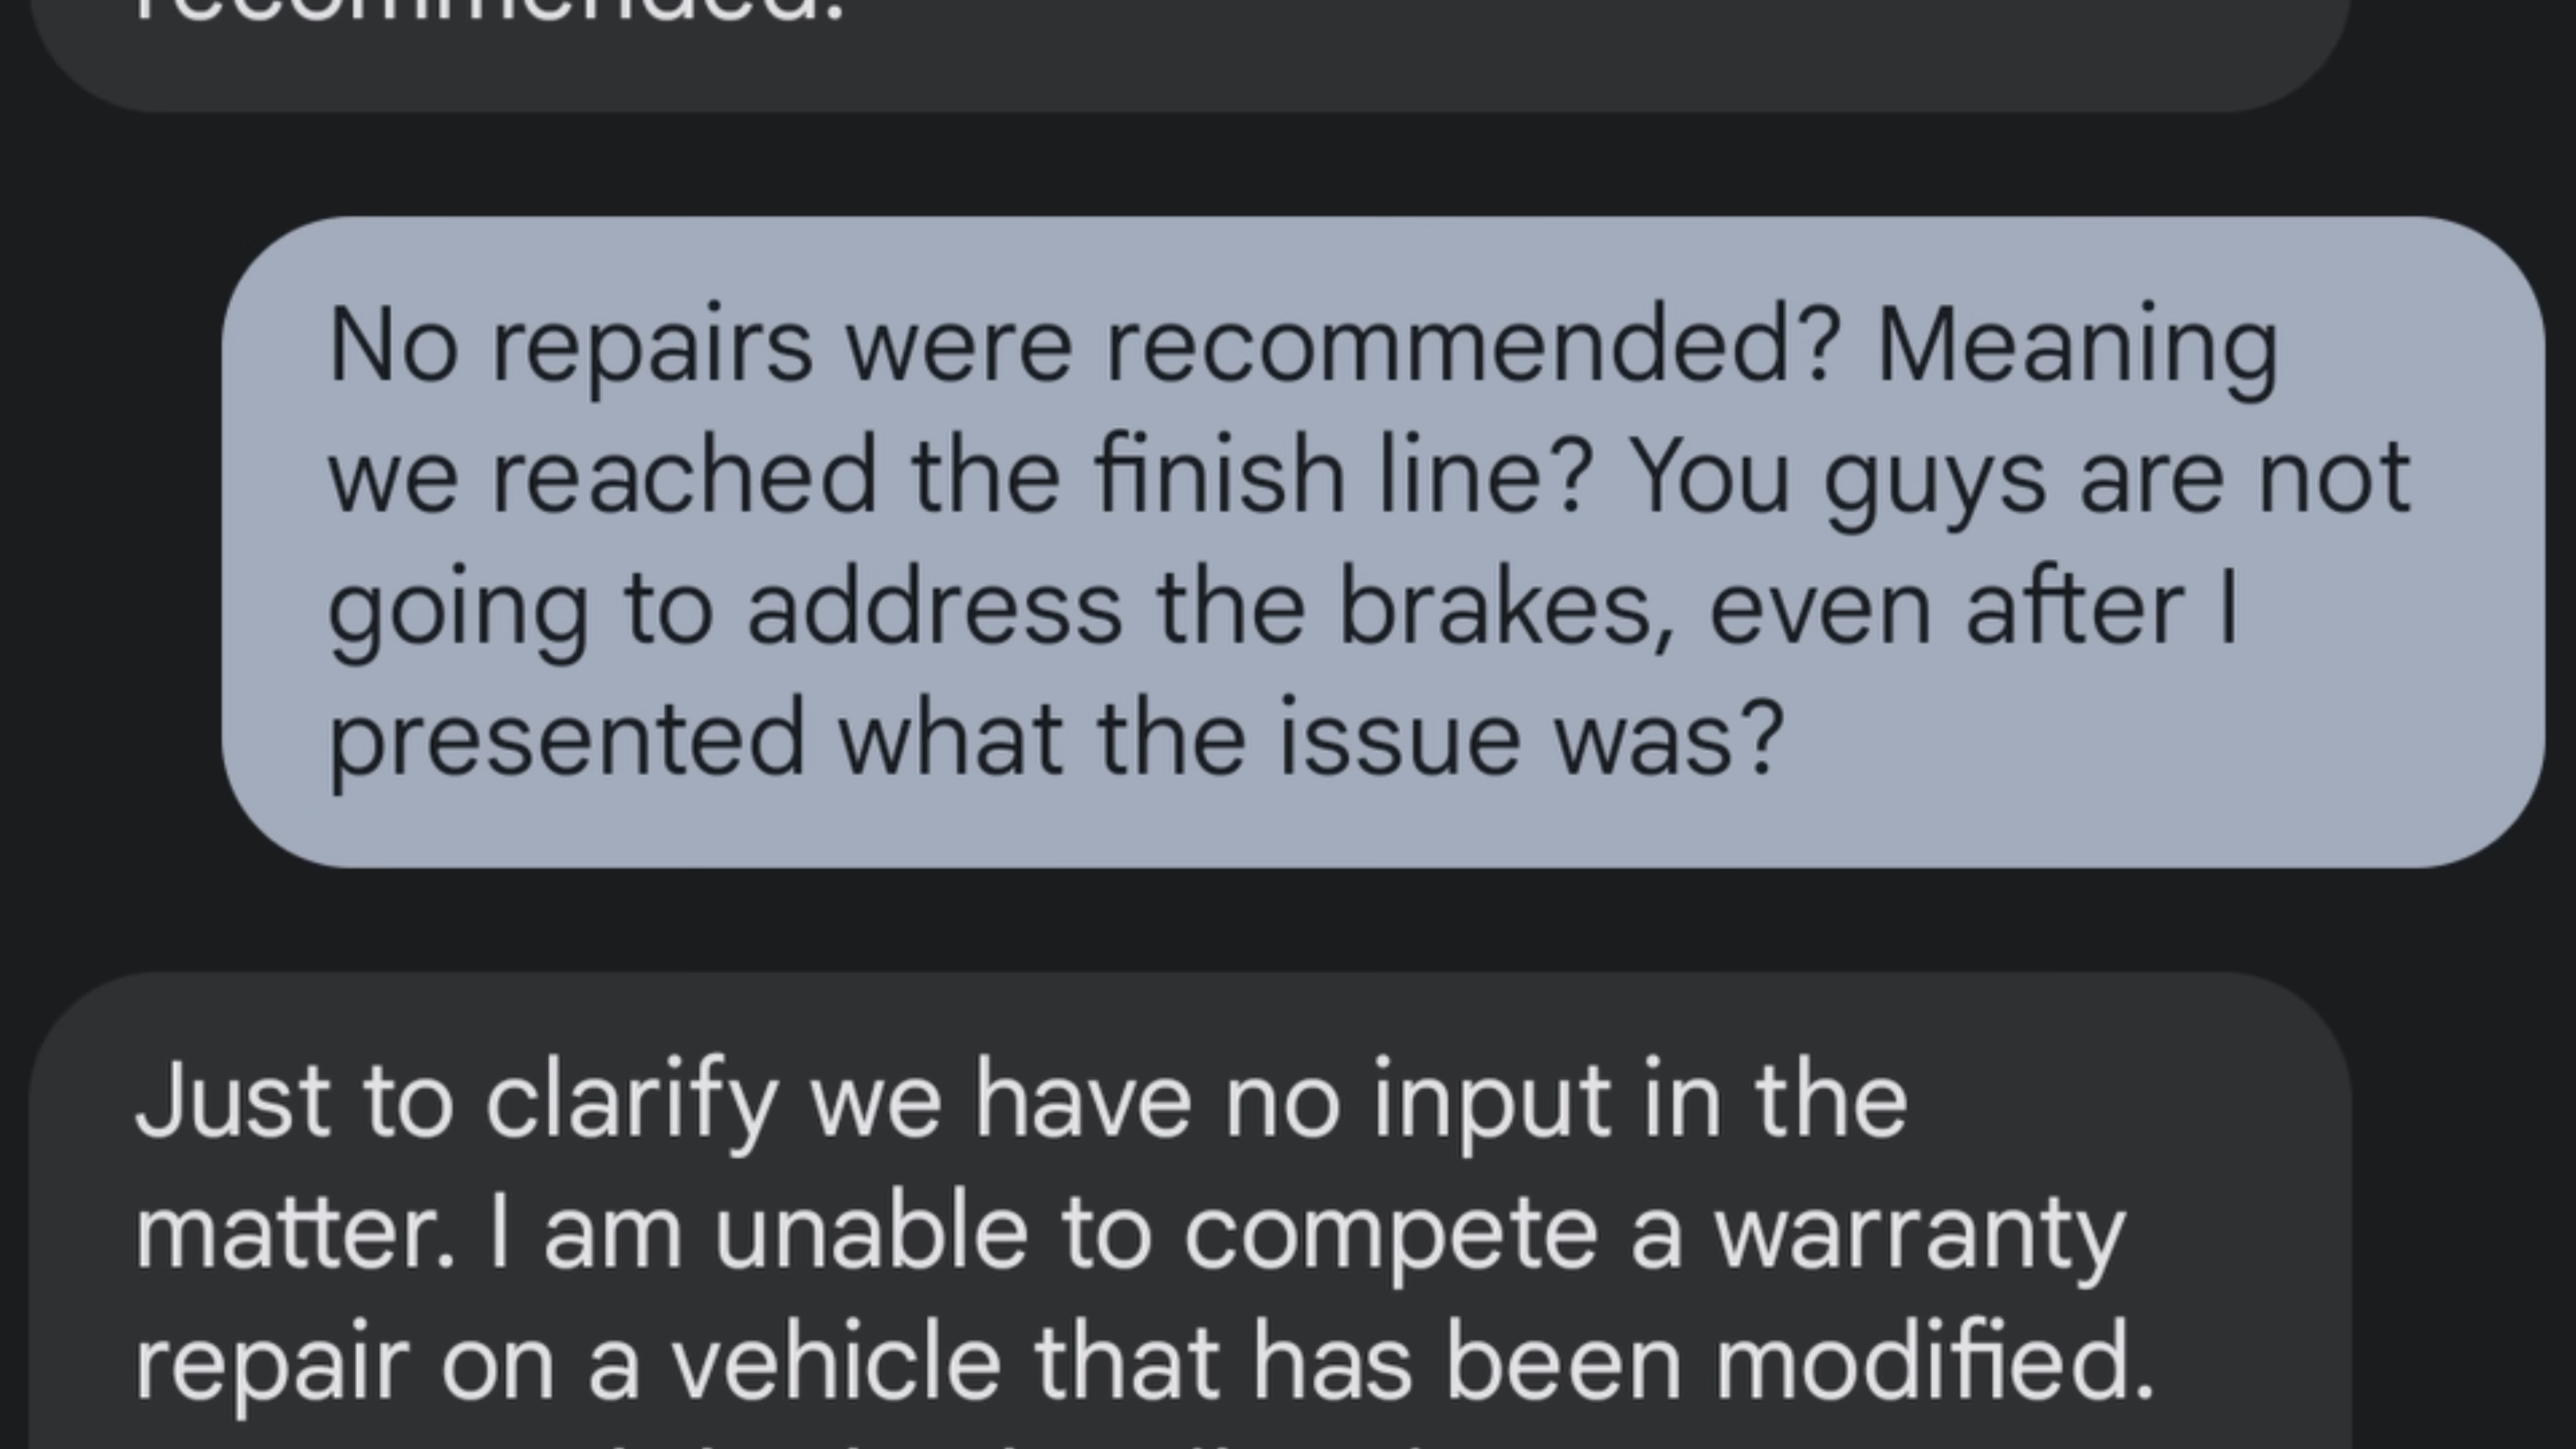 recommended.
No repairs were recommended? Meaning
we reached the finish line? You guys are not
going to address the brakes, even after I
presented what the issue was?
Just to clarify we have no input in the
matter. I am unable to compete a warranty
repair on a vehicle that has been modified.